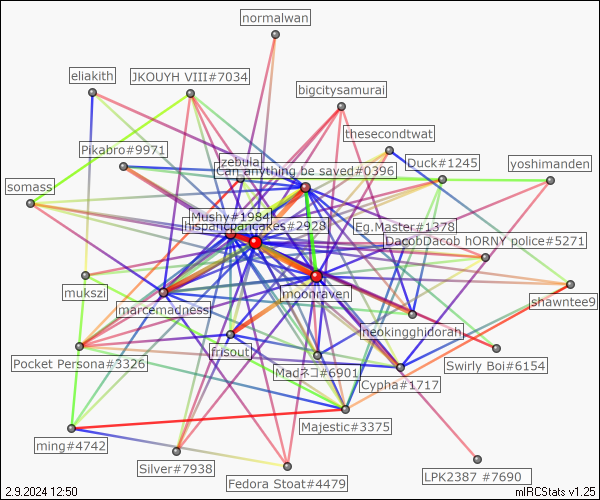 normalwan
eliakith
JKOUYH VIII#7034
bigcitysamurai
thesecondtwat
Pikabro#9971
zebula
Can anything be saved#0396
Duck#1245
yoshimanden
somass
Mushy#1984
hispanicpancakes#2928
Eg.Master#1378
DacobDacob hORNY police#5271
mukszi
moonraven
marcemadness
shawntee9
neokingghidorah
frisout
Pocket Persona#3326
Madネコ#6901
Swirly Boi#6154
Cypha#1717
Majestic#3375
ming#4742
Silver#7938
Fedora Stoat#4479
LPK2387 #7690
2.9.2024 12:50
mIRCStats v1.25